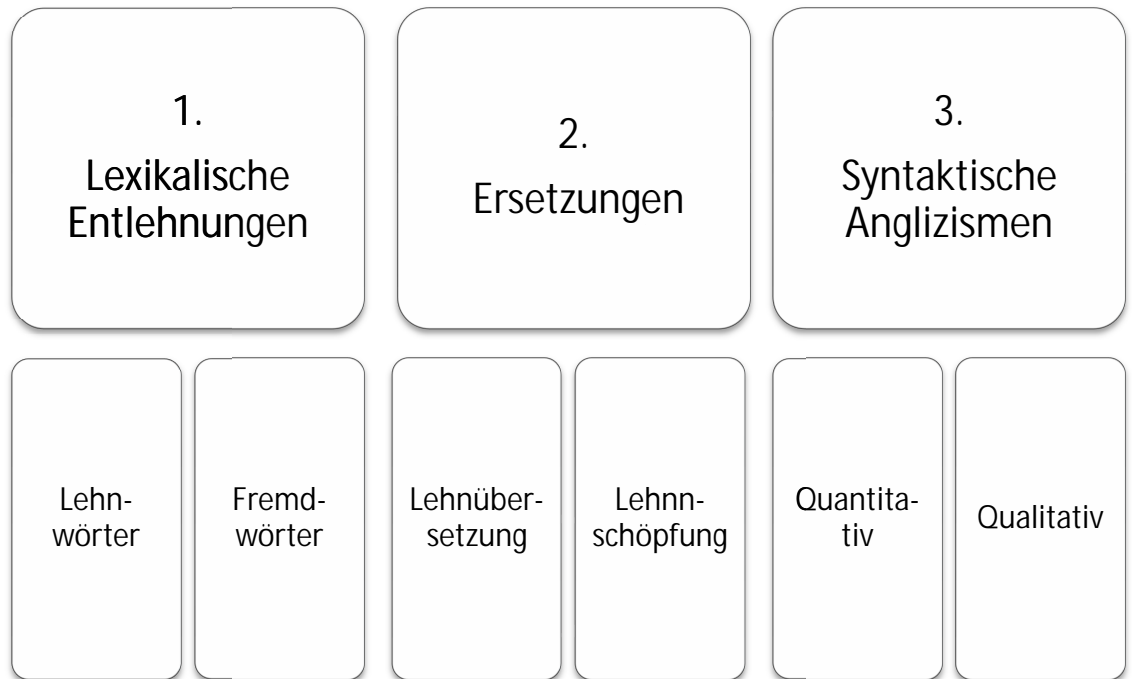 1.
Lexikalische
Entlehnungen
2.
Ersetzungen
3.
Syntaktische
Anglizismen
Lehn-
wörter
Fremd-
wörter
Lehnüber-
setzung
Lehnn-
schöpfung
Quantita-
tiv
Qualitativ